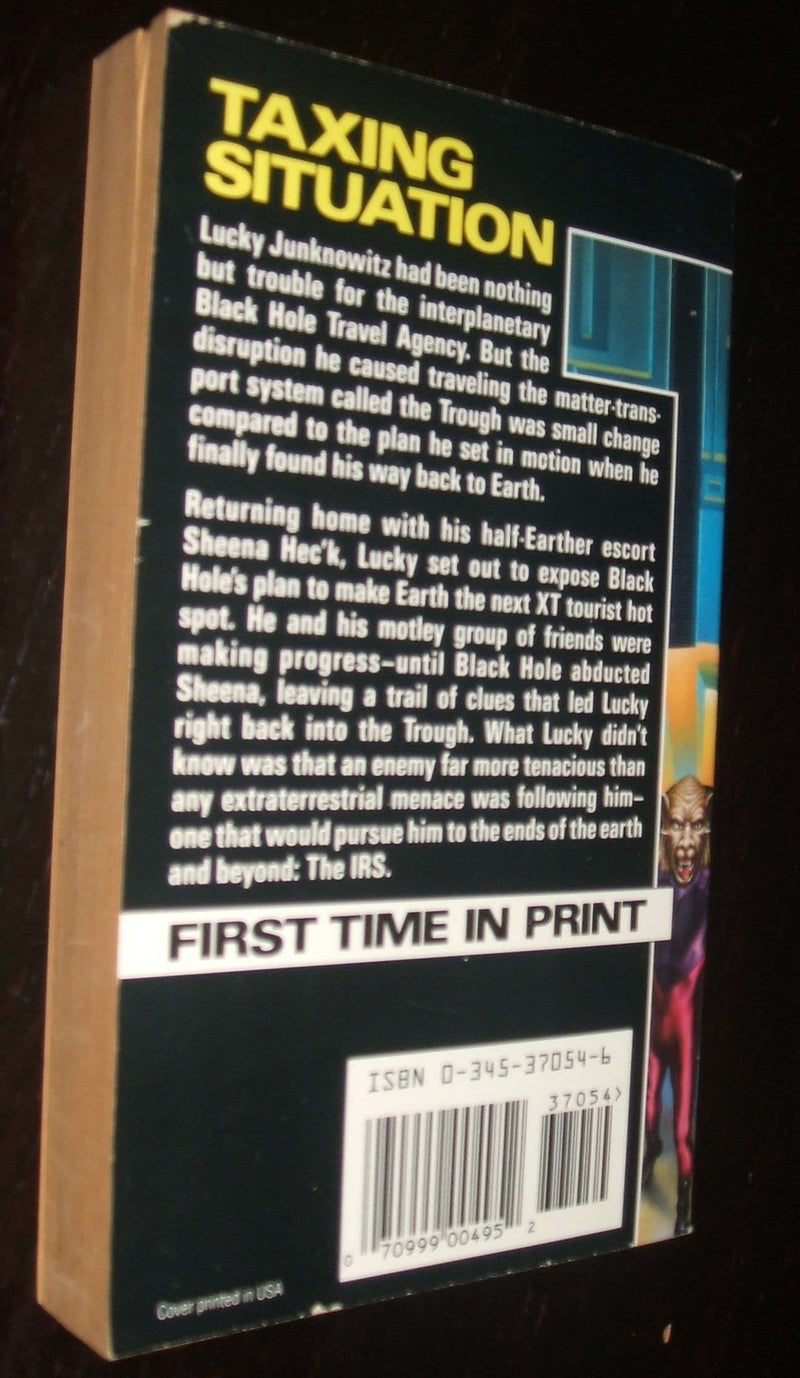 TAXING
SITUATION
Lucky Junknowitz had been nothing
but trouble for the interplanetary
Black Hole Travel Agency. But the
disruption he caused traveling the matter-trans-
port system called the Trough was small change
compared to the plan he set in motion when he
finally found his way back to Earth.
Returning home with his half-Earther escort
Sheena Hec'k, Lucky set out to expose Black
Hole's plan to make Earth the next XT tourist hot
spot. He and his motley group of friends were
making progress–until Black Hole abducted
Sheena, leaving a trail of clues that led Lucky
right back into the Trough. What Lucky didn't
know was that an enemy far more tenacious than
any extraterrestrial menace was following him–
one that would pursue him to the ends of the earth
and beyond: The IRS.
FIRST TIME IN PRINT
ISBN 0-345-37054-6
37054>
0 70999 00495 2
Cover printed in USA